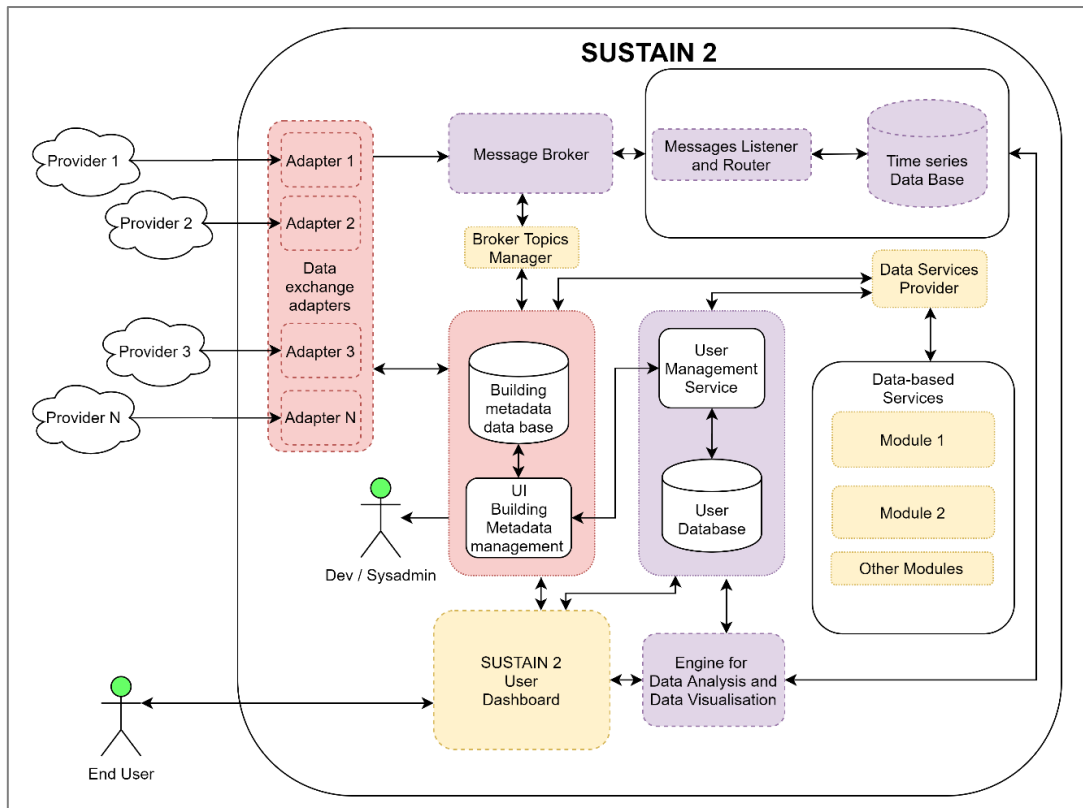 SUSTAIN 2
Provider 1
Provider 2
Provider 3
Provider N
Adapter 1
Adapter 2
Data
exchange
adapters
Adapter 3
Adapter N
Message Broker
Messages Listener
and Router
Time series
Data Base
Broker Topics
Manager
Data Services
Provider
Building
metadata
data base
UI
Building
Metadata
management
User
Management
Service
User
Database
Data-based
Services
Module 1
Module 2
Other Modules
Dev / Sysadmin
SUSTAIN 2
User
Dashboard
Engine for
Data Analysis and
Data Visualisation
End User